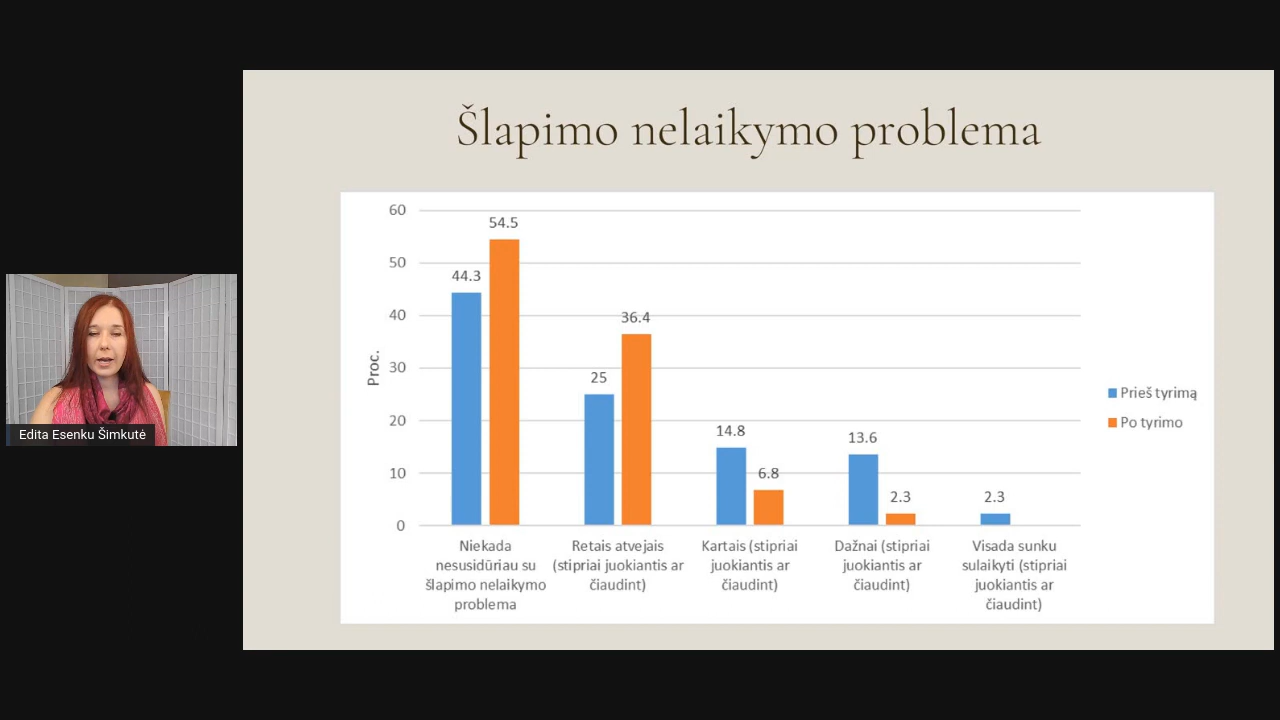 Šlapimo nelaikymo problema
60
50
40
30
20
10
0
Proc.
44.3
54.5
25
36.4
14.8
6.8
13.6
2.3
2.3
Niekada
nesusidūriau su
šlapimo nelaikymo
problema
Retais atvejais
(stipriai juokiantis ar
čiaudint)
Kartais (stipriai
juokiantis ar
čiaudint)
Dažnai (stipriai
juokiantis ar
čiaudint)
Visada sunku
sulaikyti (stipriai
juokiantis ar
čiaudint)
Prieš tyrimą
Po tyrimo
Edita Esenku Šimkutė